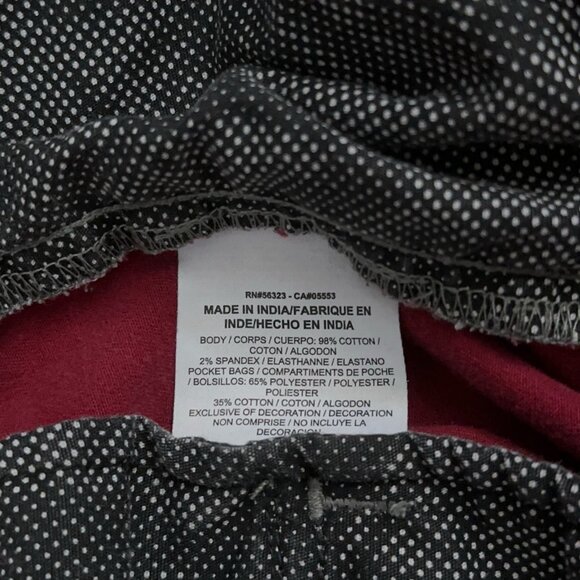 RN#56323 - CA#05553
MADE IN INDIA/FABRIQUE EN
INDE/HECHO EN INDIA
BODY / CORPS / CUERPO: 98% COTTON /
COTON / ALGODON
2% SPANDEX / ELASTHANNE / ELASTANO
POCKET BAGS / COMPARTIMENTS DE POCHE
/ BOLSILLOS: 65% POLYESTER / POLYESTER /
POLIESTER
35% COTTON / COTON / ALGODON
EXCLUSIVE OF DECORATION / DECORATION
NON COMPRISE / NO INCLUYE LA
DECORACION